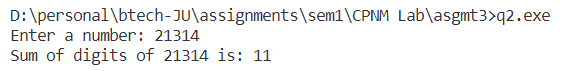 D:\personal\btech-JU\assignments\sem1\CPNM Lab\asgmt3>q2.exe
Enter a number: 21314
Sum of digits of 21314 is: 11